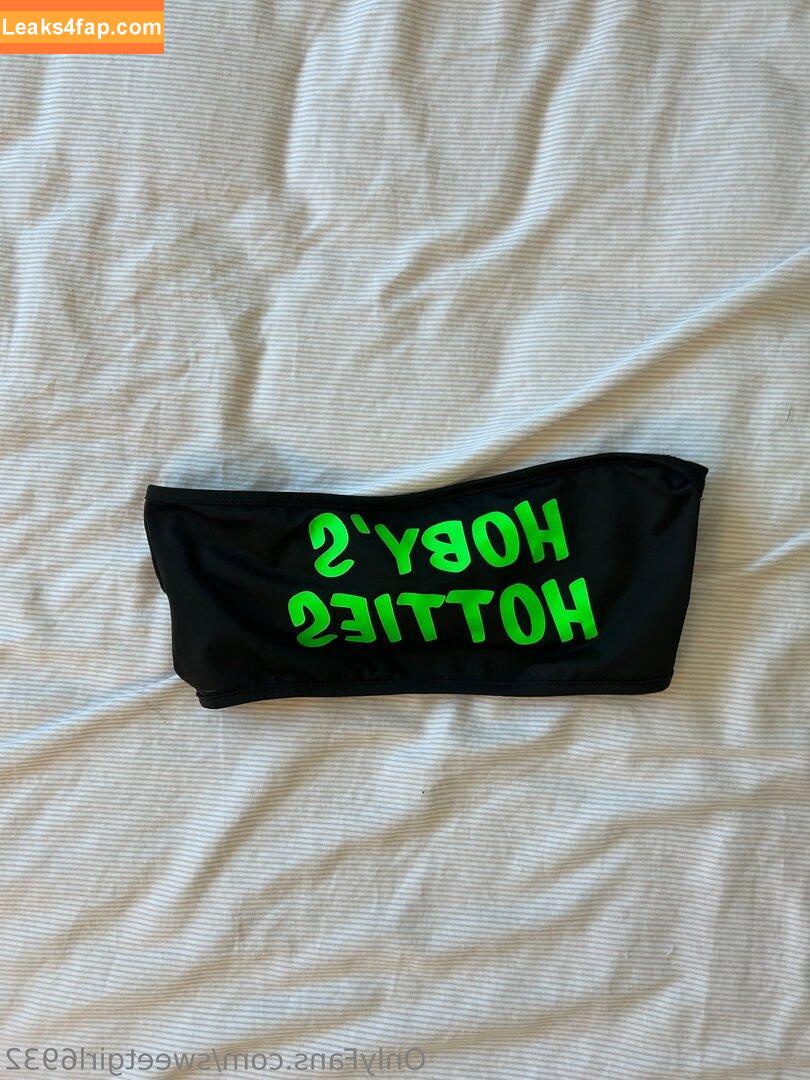 Leaks4fap.com
HOBY'S
HOTTIES
OnlyFans.com/sweetgirl6932